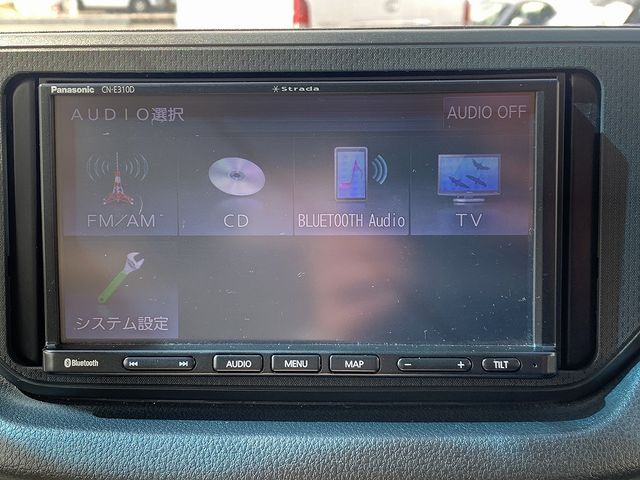 Panasonic CN-E310D Strada
AUDIO選択 AUDIO OFF
FM/AM CD BLUETOOTH Audio TV
システム設定
Bluetooth AUDIO MENU MAP − + TILT